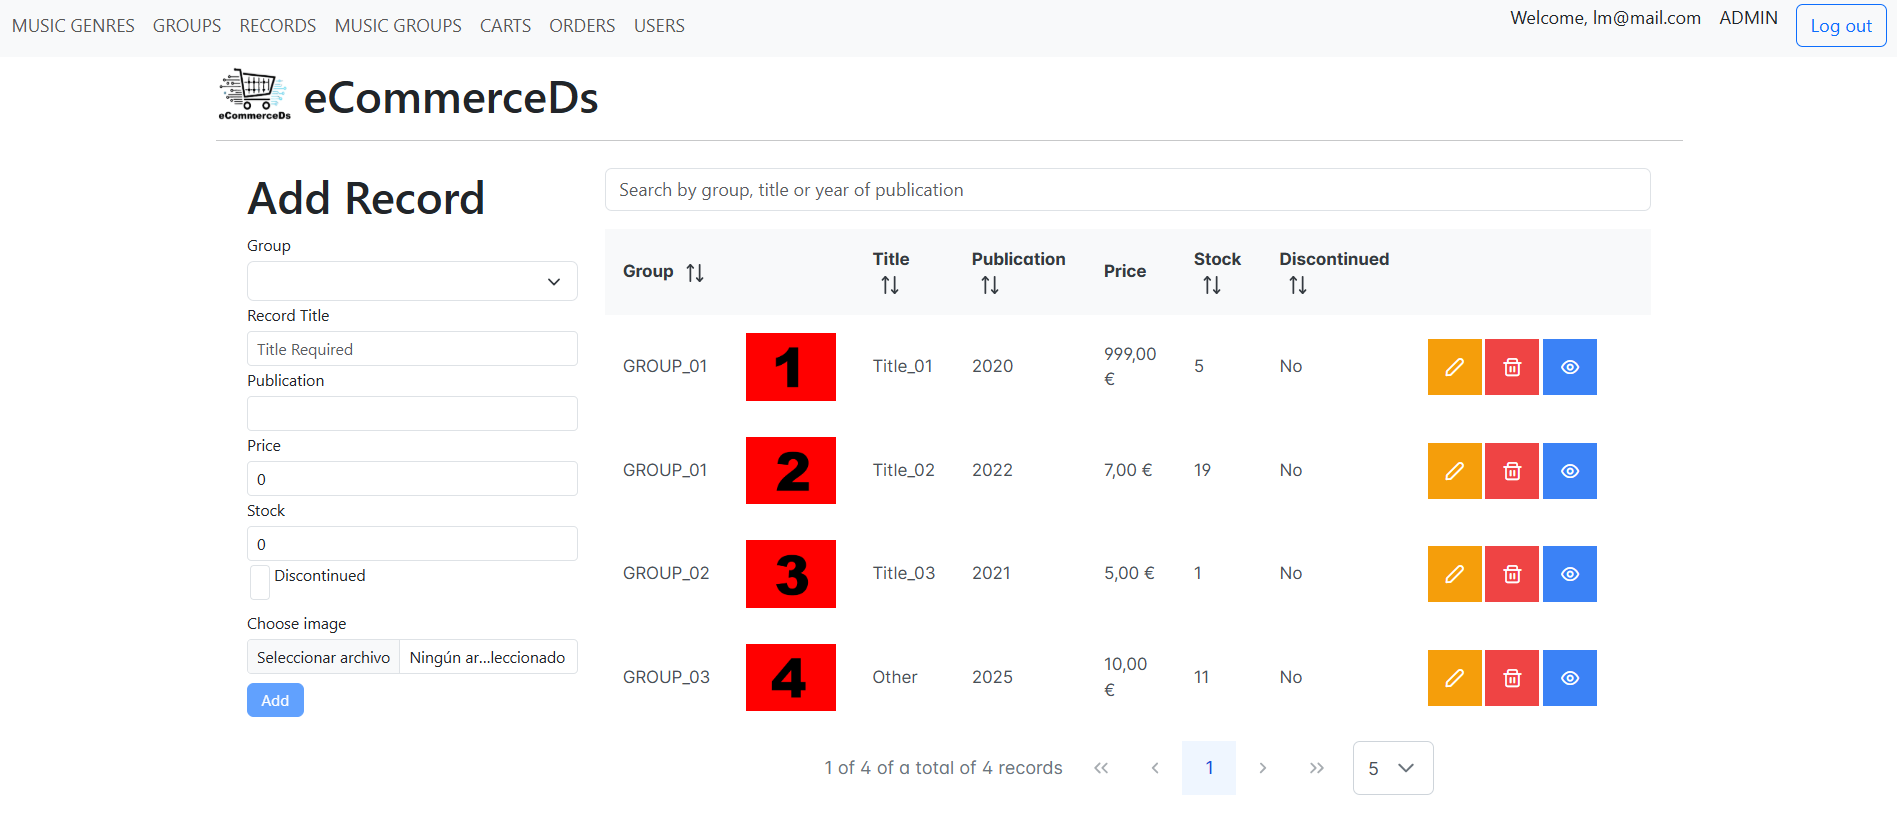 MUSIC GENRES GROUPS RECORDS MUSIC GROUPS CARTS ORDERS USERS Welcome, lm@mail.com ADMIN Log out
eCommerceDs
eCommerceDs
Add Record
Group
Record Title
Title Required
Publication
Price
0
Stock
0
Discontinued
Choose image
Seleccionar archivo Ningún ar...leccionado
Add
Search by group, title or year of publication
Group Title Publication Price Stock Discontinued
GROUP_01 1 Title_01 2020 999,00 € 5 No
GROUP_01 2 Title_02 2022 7,00 € 19 No
GROUP_02 3 Title_03 2021 5,00 € 1 No
GROUP_03 4 Other 2025 10,00 € 11 No
1 of 4 of a total of 4 records 1 5